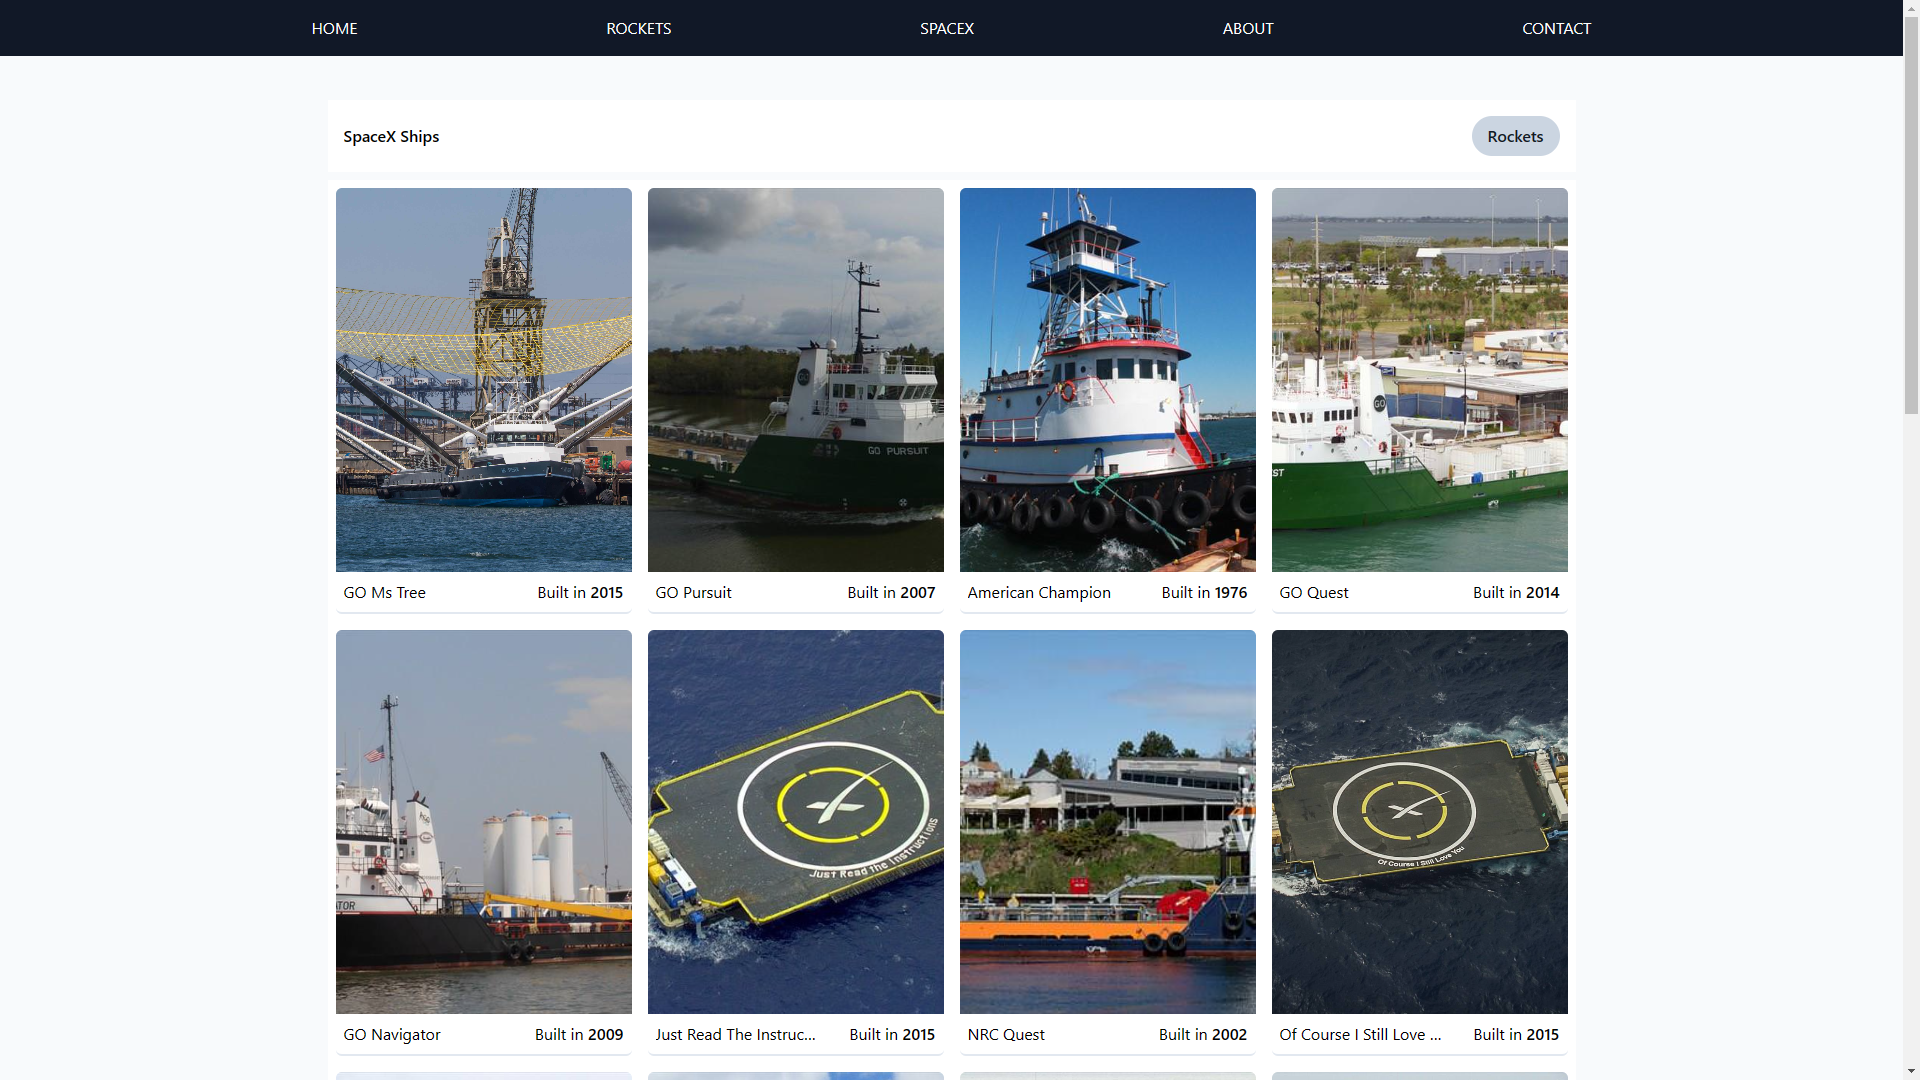 HOME
ROCKETS
SPACEX
ABOUT
CONTACT
SpaceX Ships
Rockets
GO PURSUIT
GO
EST
GO Ms Tree
Built in 2015
GO Pursuit
Built in 2007
American Champion
Built in 1976
GO Quest
Built in 2014
ATOR
Just Read The Instructions
Of Course I Still Love You
GO Navigator
Built in 2009
Just Read The Instruc...
Built in 2015
NRC Quest
Built in 2002
Of Course I Still Love ...
Built in 2015